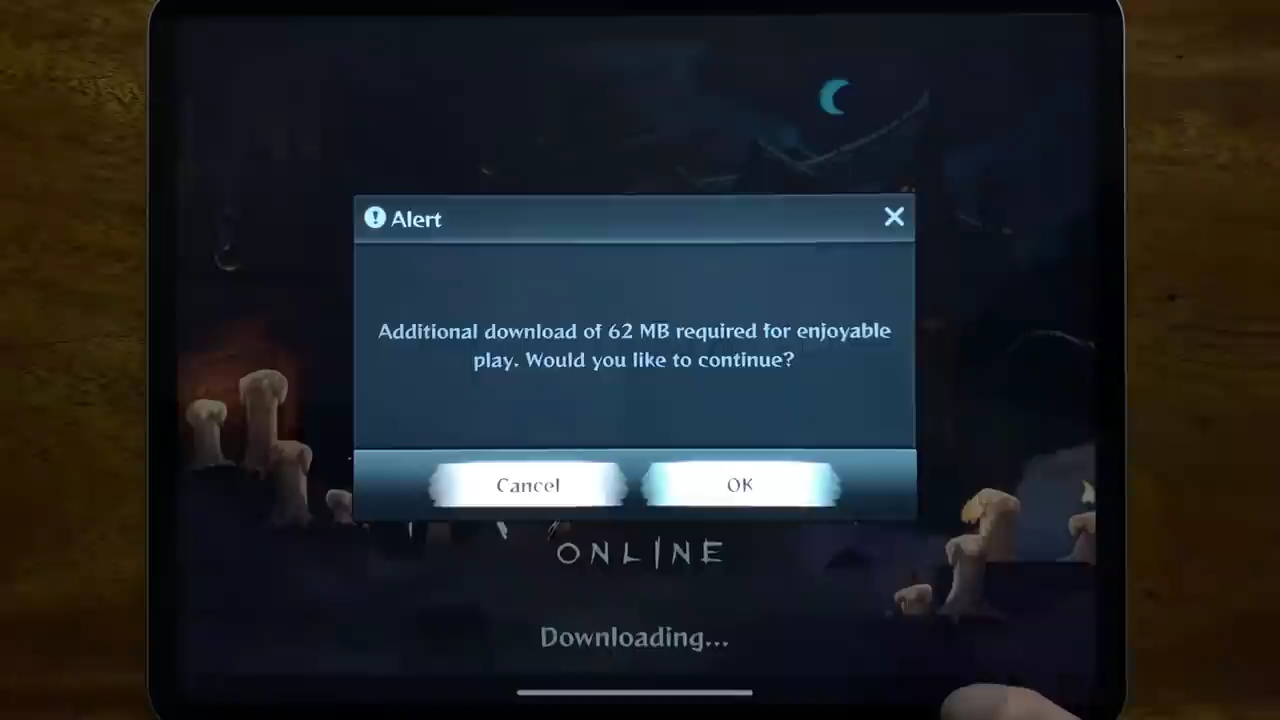 Alert
Additional download of 62 MB required for enjoyable
play. Would you like to continue?
Cancel
OK
ONLINE
Downloading...